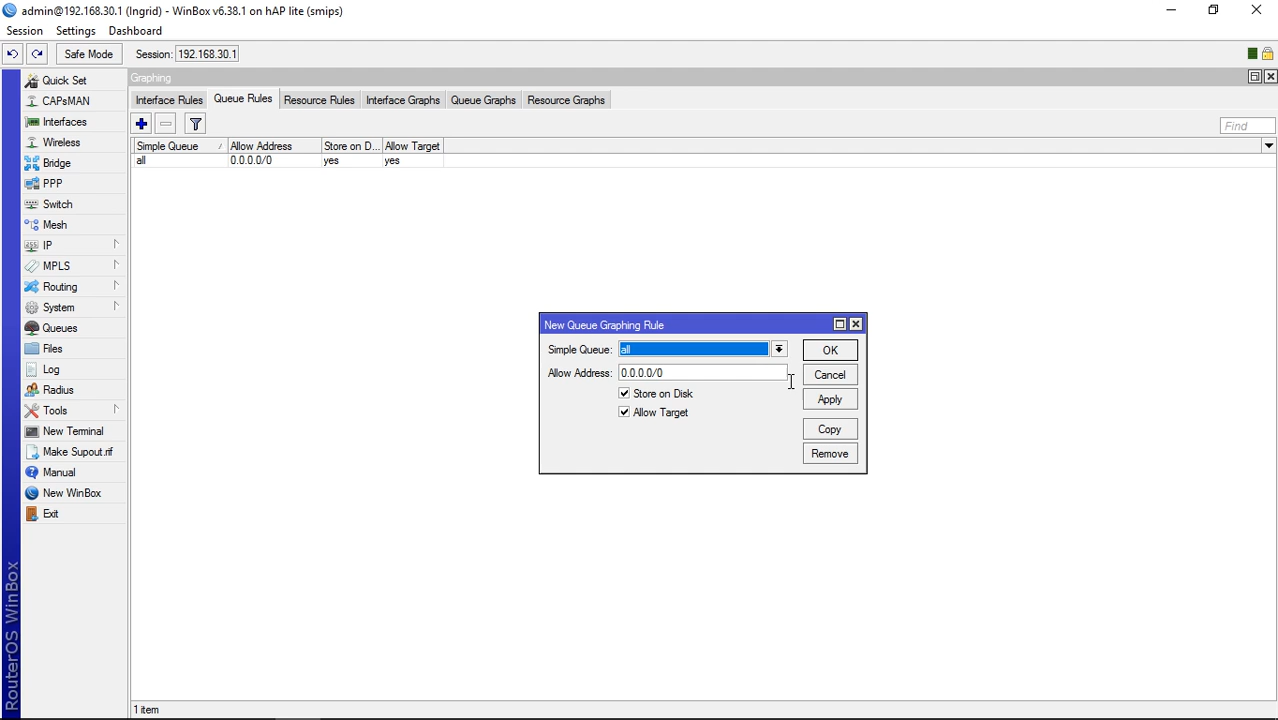 admin@192.168.30.1 (Ingrid) - WinBox v6.38.1 on hAP lite (smips)
Session Settings Dashboard
Safe Mode Session: 192.168.30.1
Quick Set
CAPsMAN
Interfaces
Wireless
Bridge
PPP
Switch
Mesh
IP
MPLS
Routing
System
Queues
Files
Log
Radius
Tools
New Terminal
Make Supout.rif
Manual
New WinBox
Exit
RouterOS WinBox
Graphing
Interface Rules Queue Rules Resource Rules Interface Graphs Queue Graphs Resource Graphs
Find
Simple Queue Allow Address Store on D... Allow Target
all 0.0.0.0/0 yes yes
New Queue Graphing Rule
Simple Queue: all OK
Allow Address: 0.0.0.0/0 Cancel
Store on Disk Apply
Allow Target
Copy
Remove
1 item